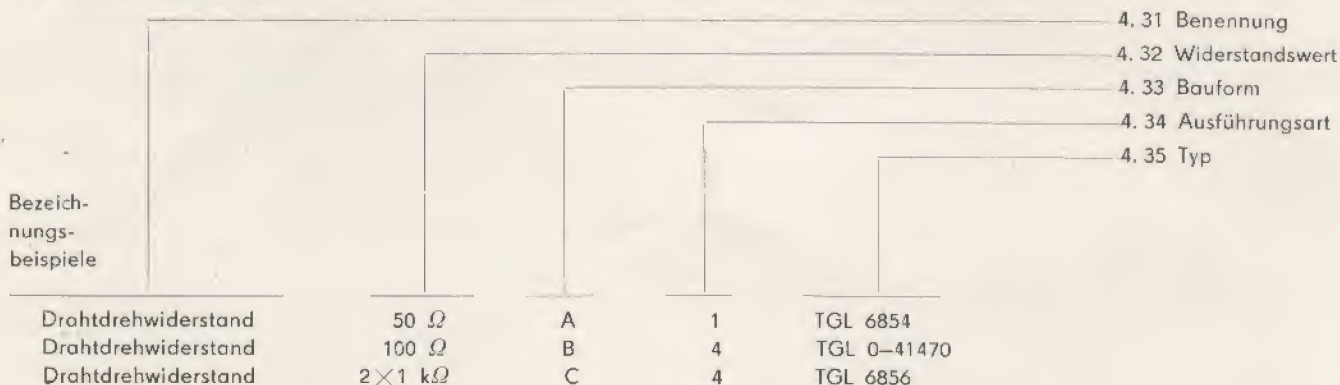 4.31 Benennung
4.32 Widerstandswert
4.33 Bauform
4.34 Ausführungsart
4.35 Typ
Bezeich-
nungs-
beispiele
Drahtdrehwiderstand 50 Ω A 1 TGL 6854
Drahtdrehwiderstand 100 Ω B 4 TGL 0–41470
Drahtdrehwiderstand 2×1 kΩ C 4 TGL 6856